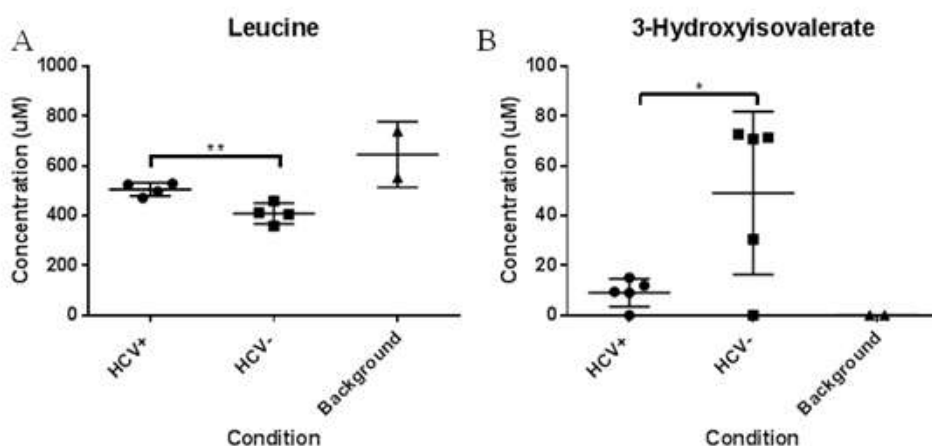 A
Leucine
Concentration (uM)
1000
800
600
400
200
0
**
HCV+
HCV-
Background
Condition
B
3-Hydroxyisovalerate
Concentration (uM)
100
80
60
40
20
0
*
HCV+
HCV-
Background
Condition